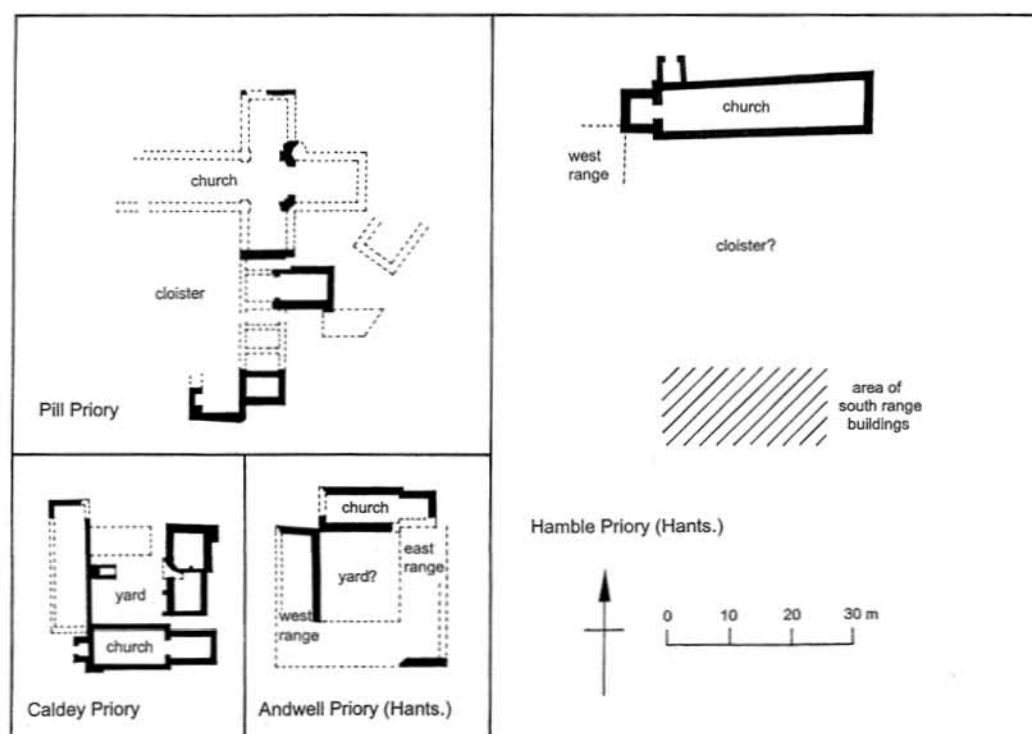 church
cloister
Pill Priory
church
west
range
cloister?
area of
south range
buildings
Hamble Priory (Hants.)
0 10 20 30 m
yard
church
Caldey Priory
church
east
range
yard?
west
range
Andwell Priory (Hants.)